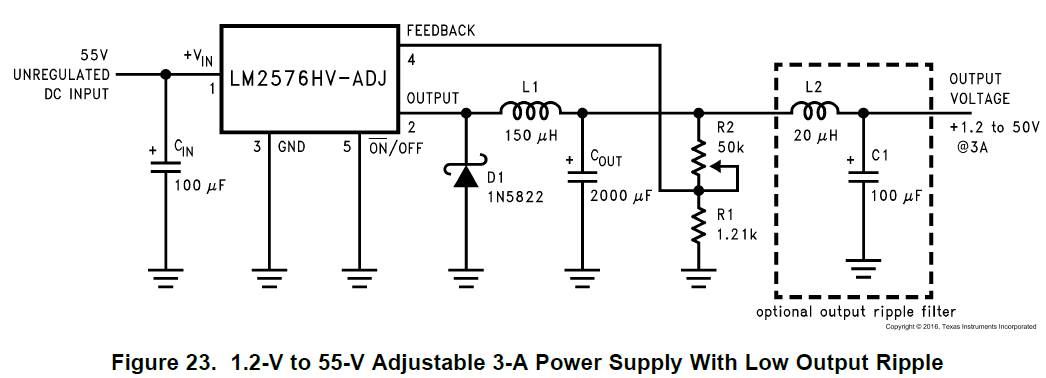 FEEDBACK
4
55V
UNREGULATED
DC INPUT
+VIN
1
LM2576HV-ADJ
OUTPUT
2
3 GND
5 ON/OFF
+ CIN
100 µF
D1
1N5822
L1
150 µH
+ COUT
2000 µF
R2
50k
R1
1.21k
L2
20 µH
+ C1
100 µF
OUTPUT
VOLTAGE
+1.2 to 50V
@3A
optional output ripple filter
Copyright © 2016, Texas Instruments Incorporated
Figure 23. 1.2-V to 55-V Adjustable 3-A Power Supply With Low Output Ripple